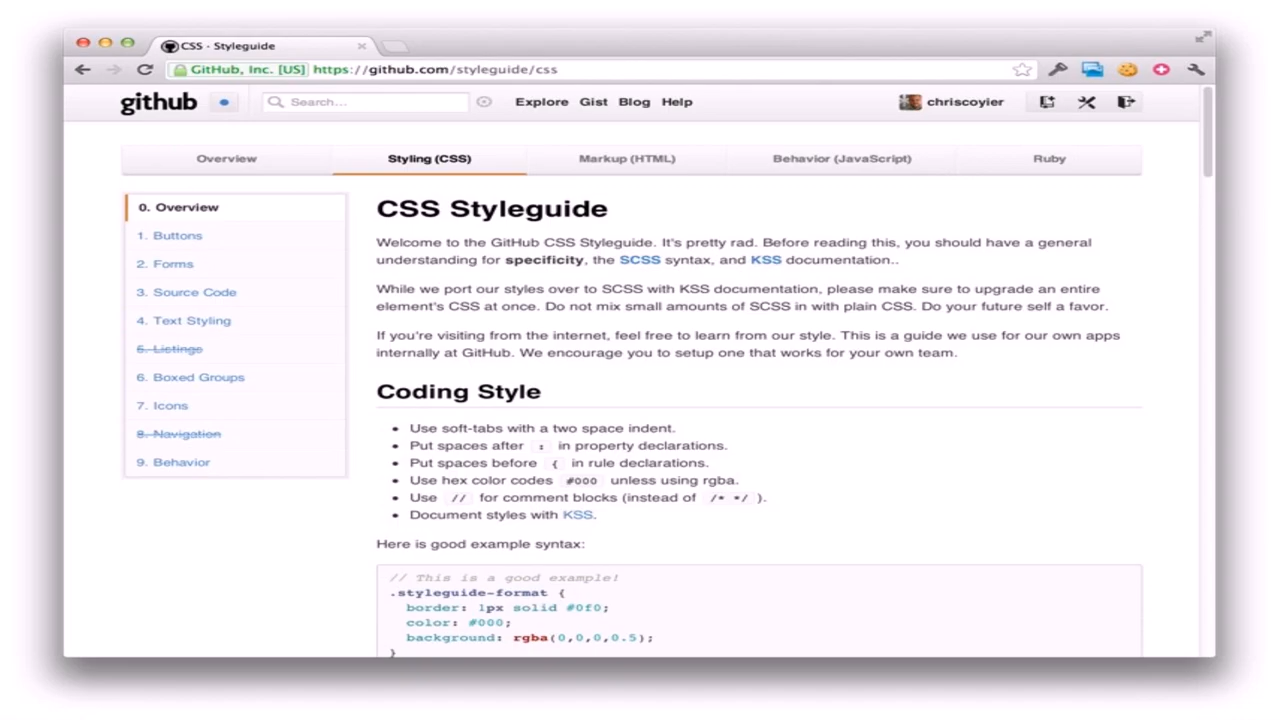 CSS · Styleguide
GitHub, Inc. [US] https://github.com/styleguide/css
github
Search...
Explore Gist Blog Help
chriscoyier
Overview
Styling (CSS)
Markup (HTML)
Behavior (JavaScript)
Ruby
0. Overview
1. Buttons
2. Forms
3. Source Code
4. Text Styling
5. Listings
6. Boxed Groups
7. Icons
8. Navigation
9. Behavior
CSS Styleguide
Welcome to the GitHub CSS Styleguide. It's pretty rad. Before reading this, you should have a general
understanding for specificity, the SCSS syntax, and KSS documentation..
While we port our styles over to SCSS with KSS documentation, please make sure to upgrade an entire
element's CSS at once. Do not mix small amounts of SCSS in with plain CSS. Do your future self a favor.
If you're visiting from the internet, feel free to learn from our style. This is a guide we use for our own apps
internally at GitHub. We encourage you to setup one that works for your own team.
Coding Style
• Use soft-tabs with a two space indent.
• Put spaces after : in property declarations.
• Put spaces before { in rule declarations.
• Use hex color codes #000 unless using rgba.
• Use // for comment blocks (instead of /* */ ).
• Document styles with KSS.
Here is good example syntax:
// This is a good example!
.styleguide-format {
border: 1px solid #0f0;
color: #000;
background: rgba(0,0,0,0.5);
}